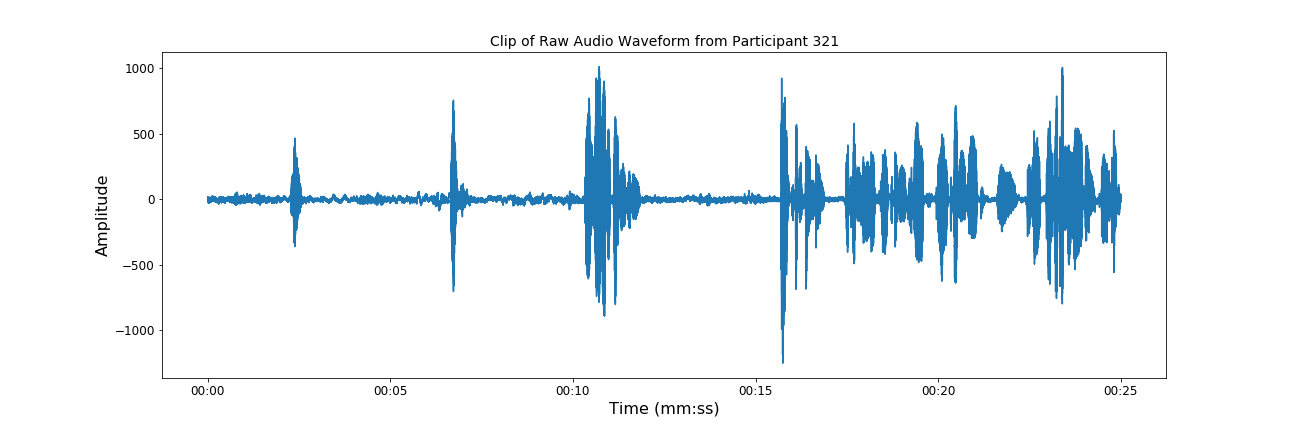 Clip of Raw Audio Waveform from Participant 321
1000
500
0
−500
−1000
Amplitude
00:00 00:05 00:10 00:15 00:20 00:25
Time (mm:ss)